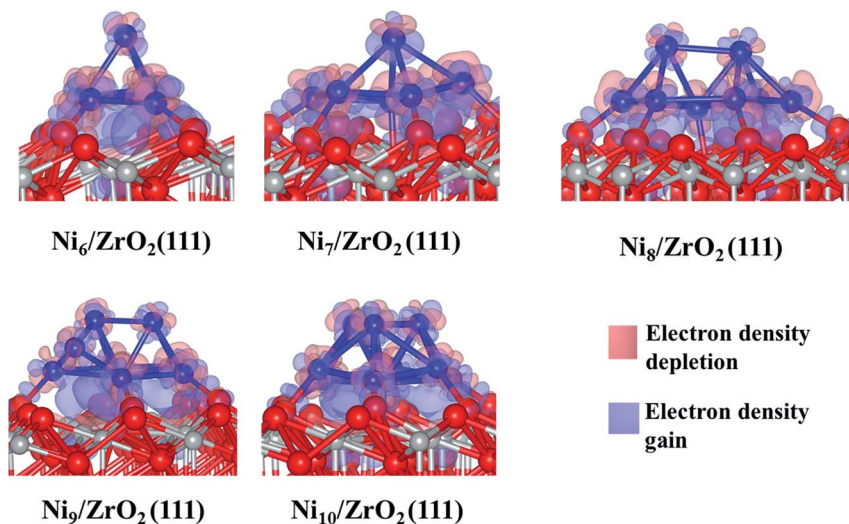 Ni₆/ZrO₂(111)
Ni₇/ZrO₂(111)
Ni₈/ZrO₂(111)
Electron density
depletion
Electron density
gain
Ni₉/ZrO₂(111)
Ni₁₀/ZrO₂(111)